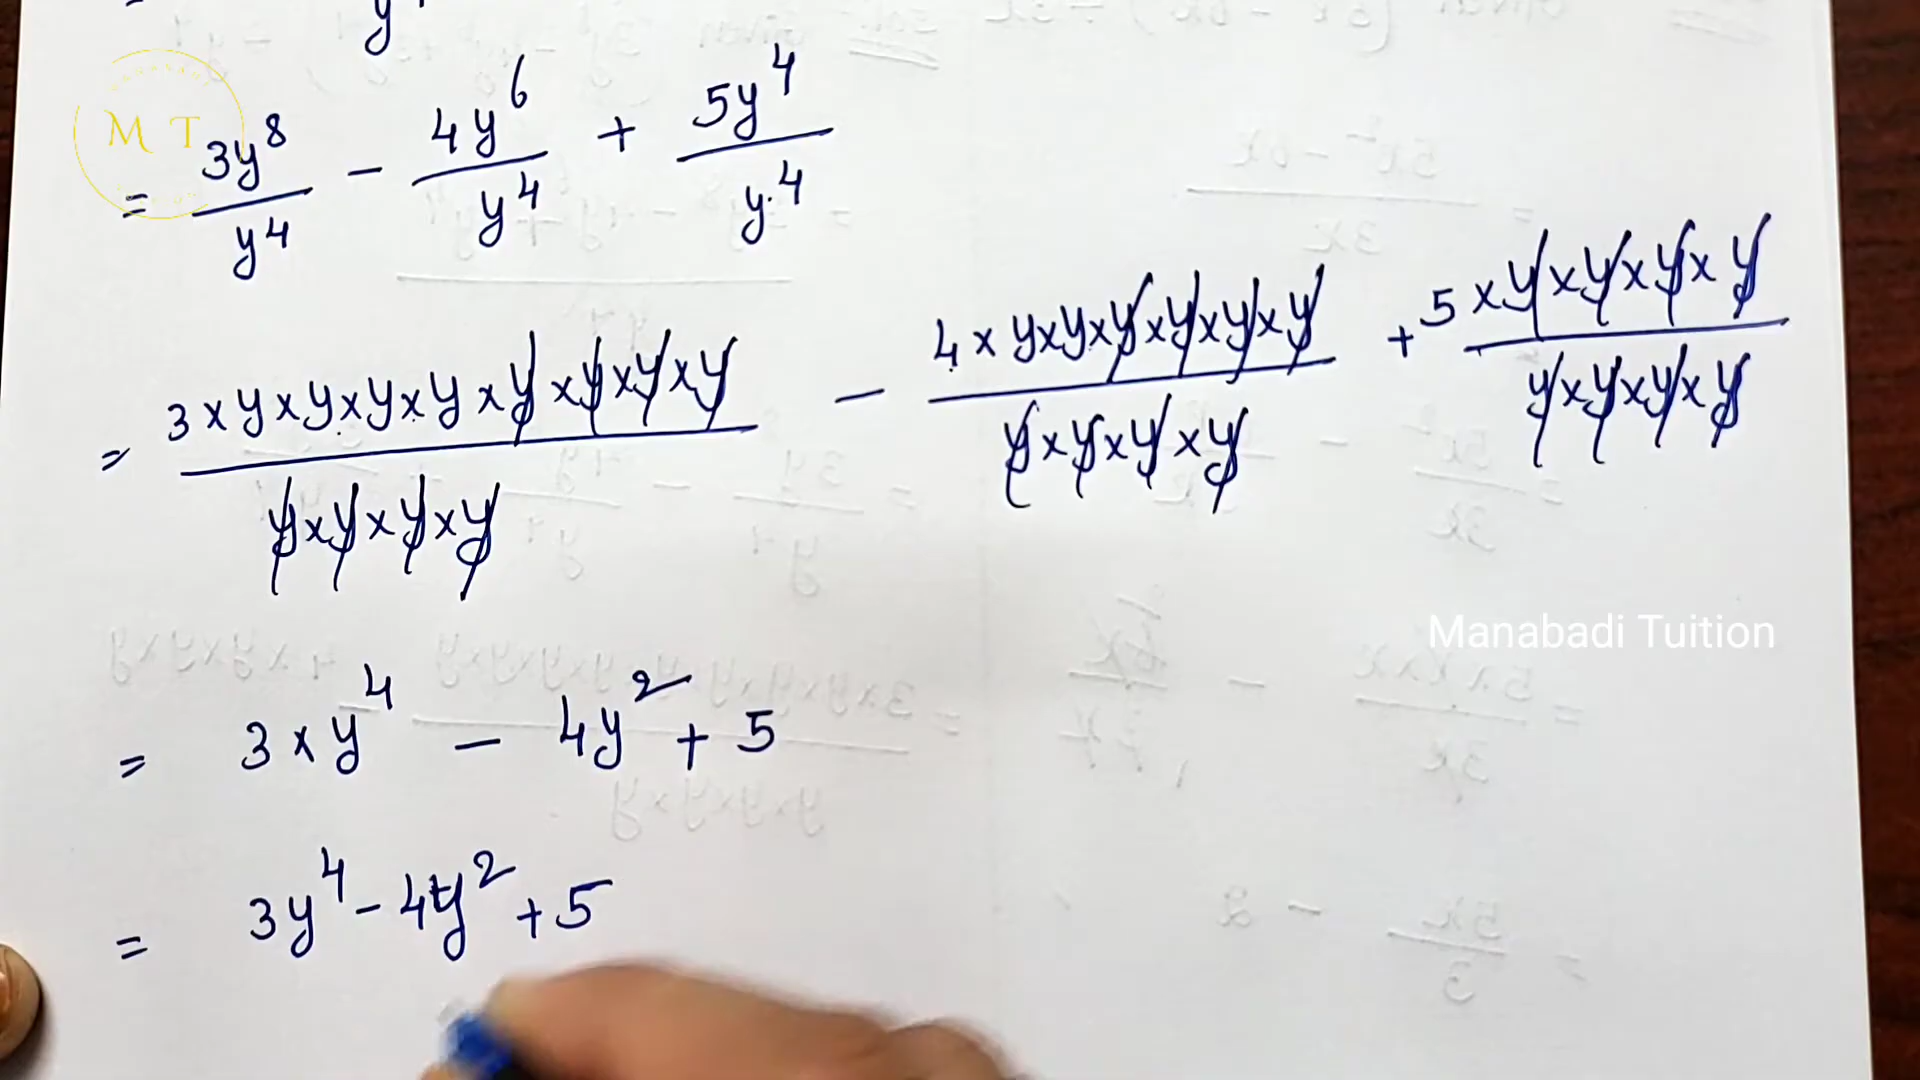 y
M T
= 3y⁸/y⁴ - 4y⁶/y⁴ + 5y⁴/y⁴
= 3×y×y×y×y×y×y×y×y / y×y×y×y - 4×y×y×y×y×y×y / y×y×y×y + 5×y×y×y×y / y×y×y×y
Manabadi Tuition
= 3×y⁴ - 4y² + 5
= 3y⁴ - 4y² + 5